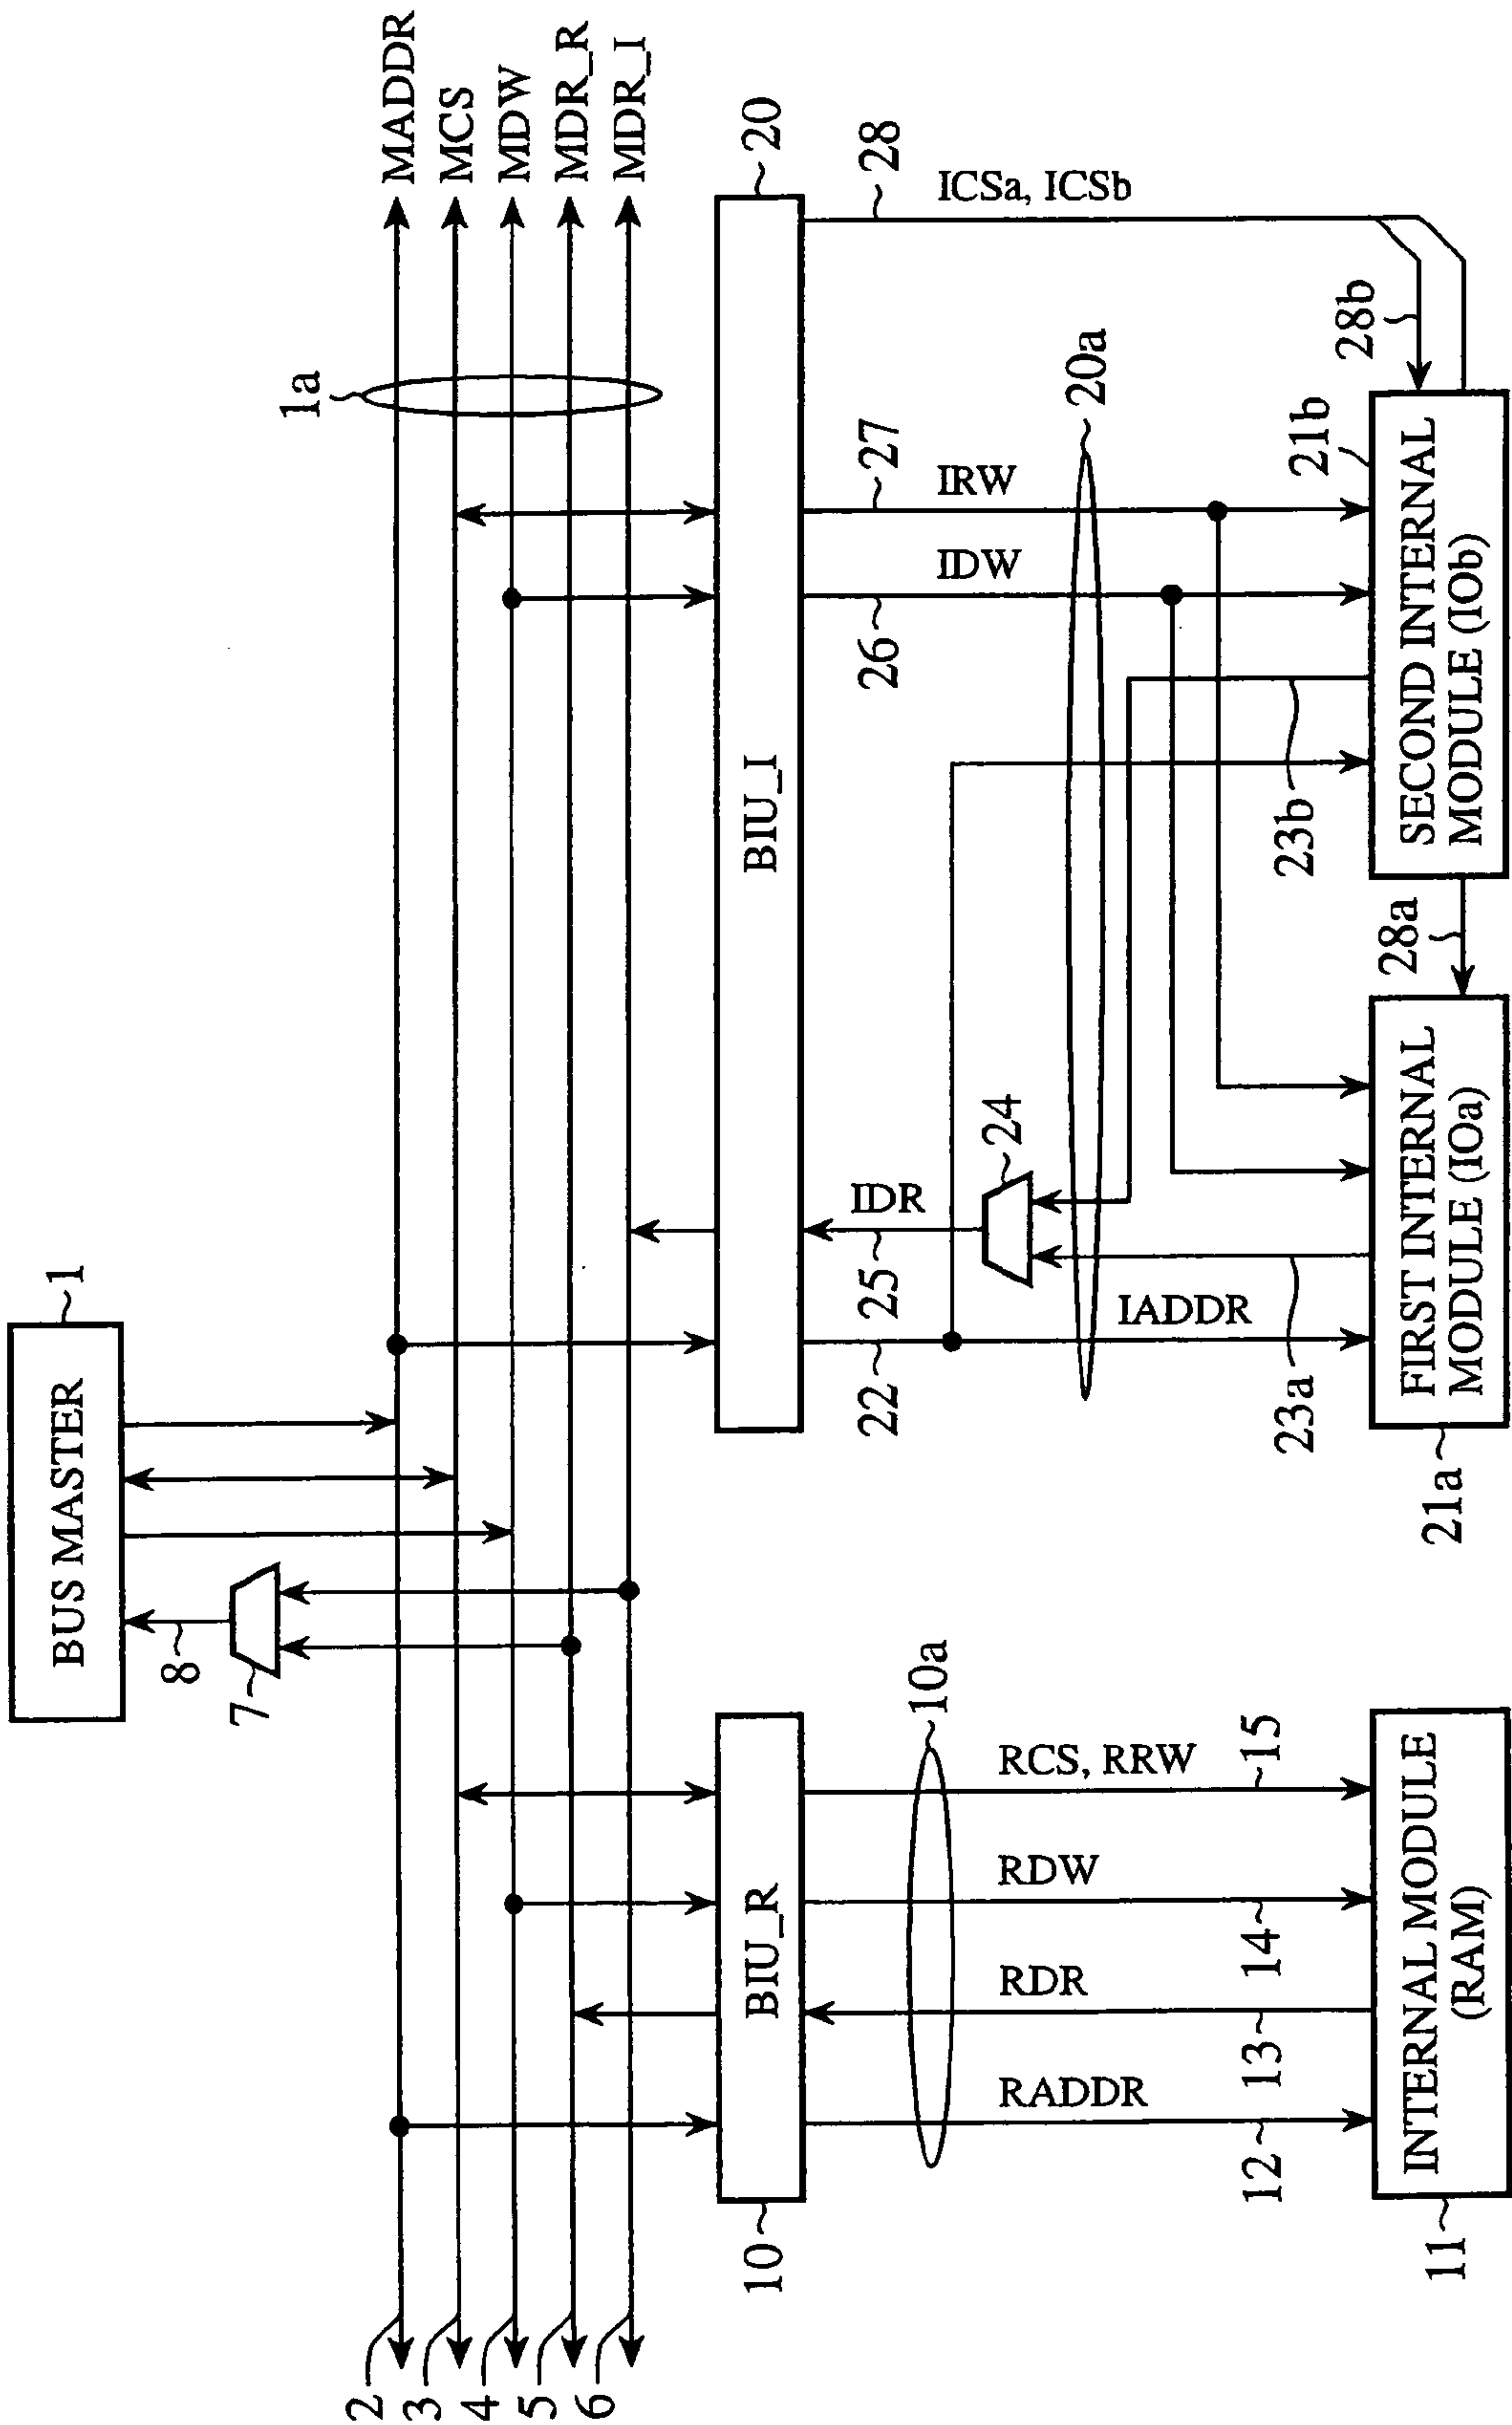 BUS MASTER
1
8
7
1a
MADDR
MCS
MDW
MDR_R
MDR_I
2
3
4
5
6
10
BIU_R
BIU_I
20
10a
RADDR
RDR
RDW
RCS, RRW
12
13
14
15
INTERNAL MODULE
(RAM)
11
22
25
IDR
24
IADDR
20a
26
IDW
27
IRW
28
ICSa, ICSb
23a
23b
28a
28b
21a
FIRST INTERNAL
MODULE (IOa)
21b
SECOND INTERNAL
MODULE (IOb)